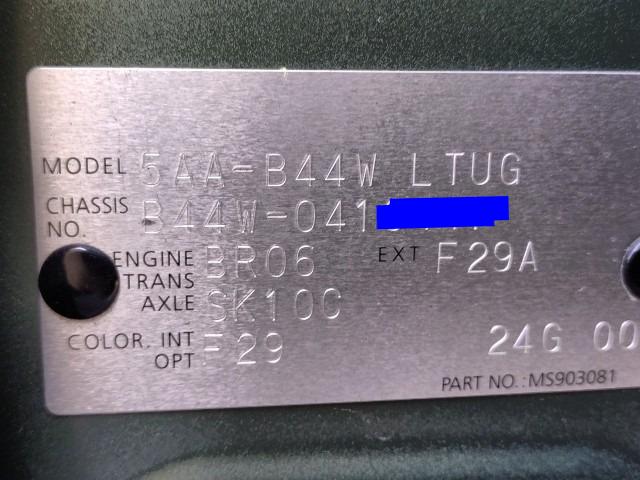 MODEL 5AA-B44W LTUG
CHASSIS NO. B44W-041
ENGINE BR06 EXT F29A
TRANS AXLE SK10C
COLOR. INT F29
OPT 24G 00
PART NO.: MS903081